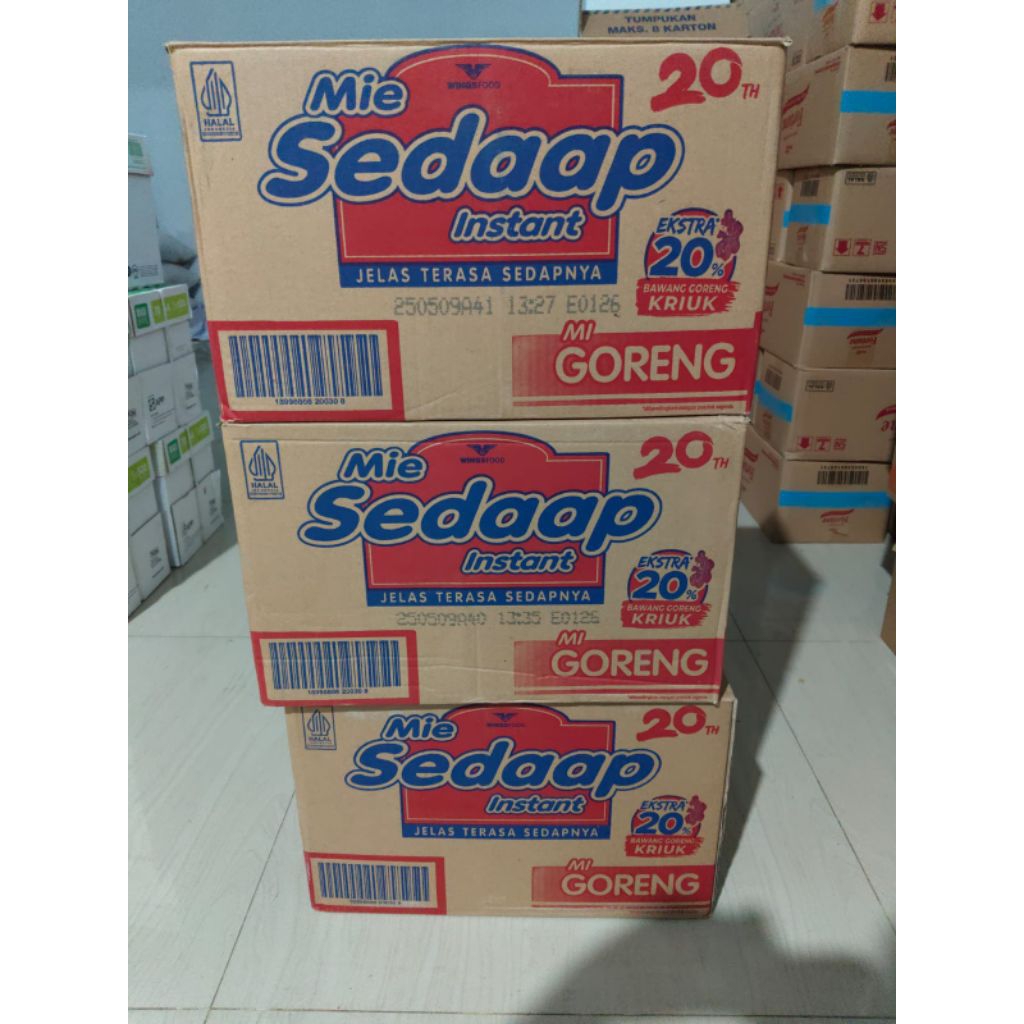 TUMPUKAN
MAKS. 8 KARTON
HALAL
INDONESIA
WINGSFOOD
20TH
Mie
Sedaap
Instant
JELAS TERASA SEDAPNYA
EKSTRA*
20%
BAWANG GORENG
KRIUK
250509A41 13:27 E0126
MI
GORENG
HALAL
WINGSFOOD
20TH
Mie
Sedaap
Instant
JELAS TERASA SEDAPNYA
EKSTRA*
20%
BAWANG GORENG
KRIUK
250509A40 13:35 E0126
MI
GORENG
HALAL
WINGSFOOD
20TH
Mie
Sedaap
Instant
JELAS TERASA SEDAPNYA
EKSTRA*
20%
BAWANG GORENG
KRIUK
MI
GORENG